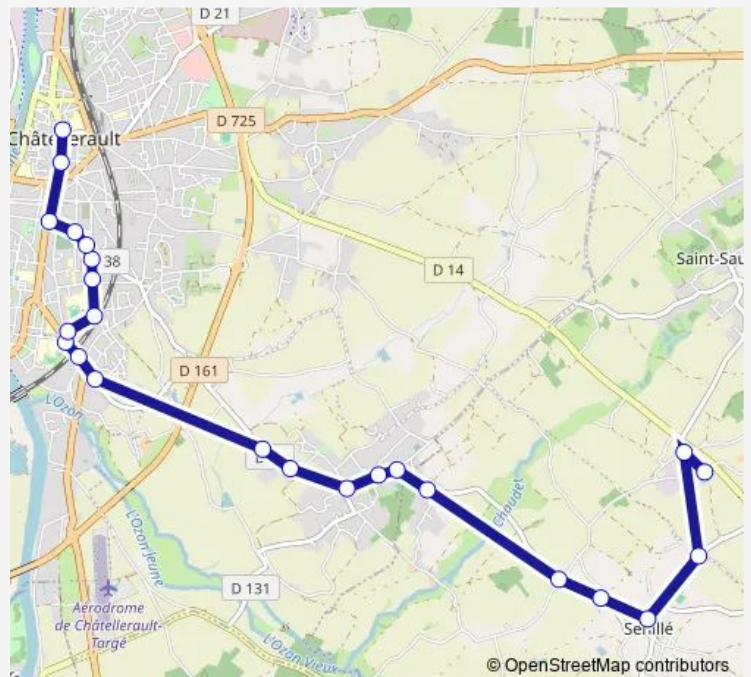 D 21
D 725
Châtellerault
38
Saint-Sau
D 14
D 161
L'Ozon
D
Chaudet
L'Ozon Jeune
D 131
Aérodrome
de Châtellerault-
Targé
Senillé
L'Ozon Vieux
© OpenStreetMap contributors